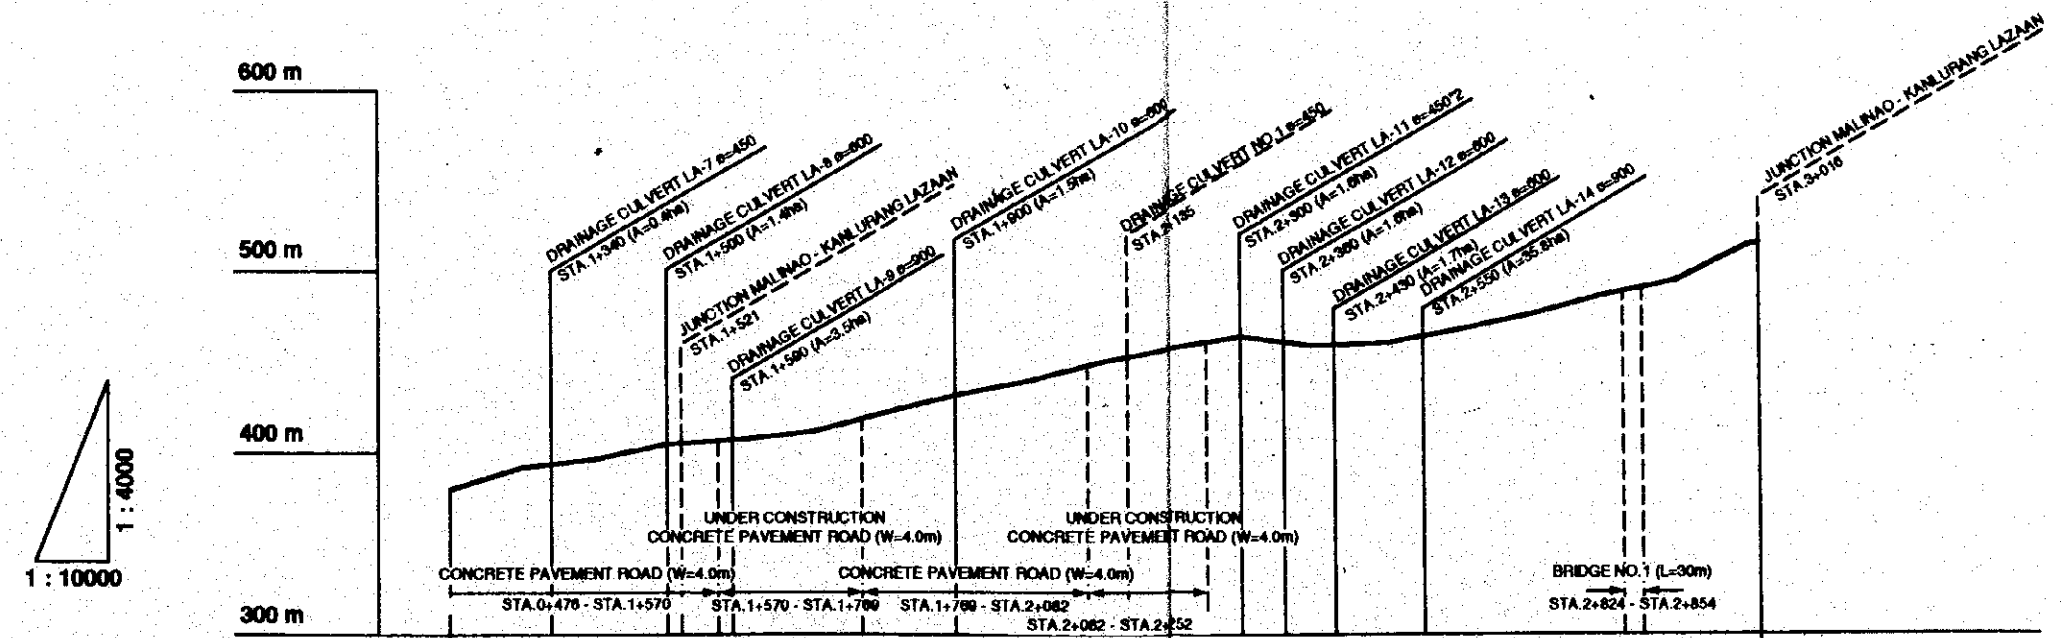 600 m
500 m
400 m
300 m
1 : 4000
1 : 10000
DRAINAGE CULVERT LA-7 ø=450
STA.1+340 (A=0.4ha)
DRAINAGE CULVERT LA-8 ø=600
STA.1+500 (A=1.4ha)
JUNCTION MALINAO - KANLURANG LAZAAN
STA.1+521
DRAINAGE CULVERT LA-9 ø=900
STA.1+590 (A=3.5ha)
DRAINAGE CULVERT LA-10 ø=600
STA.1+900 (A=1.5ha)
DRAINAGE CULVERT NO.1 ø=450
STA.2+135
DRAINAGE CULVERT LA-11 ø=450*2
STA.2+300 (A=1.6ha)
DRAINAGE CULVERT LA-12 ø=600
STA.2+360 (A=1.6ha)
DRAINAGE CULVERT LA-13 ø=600
STA.2+430 (A=1.7ha)
DRAINAGE CULVERT LA-14 ø=900
STA.2+550 (A=35.8ha)
JUNCTION MALINAO - KANLURANG LAZAAN
STA.3+016
UNDER CONSTRUCTION
CONCRETE PAVEMENT ROAD (W=4.0m)
UNDER CONSTRUCTION
CONCRETE PAVEMENT ROAD (W=4.0m)
CONCRETE PAVEMENT ROAD (W=4.0m)
CONCRETE PAVEMENT ROAD (W=4.0m)
BRIDGE NO.1 (L=30m)
STA.0+476 - STA.1+570
STA.1+570 - STA.1+769
STA.1+769 - STA.2+082
STA.2+082 - STA.2+252
STA.2+824 - STA.2+854